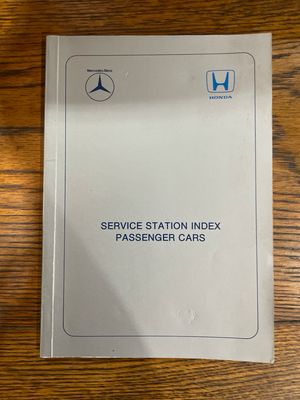 Mercedes-Benz
HONDA
SERVICE STATION INDEX
PASSENGER CARS